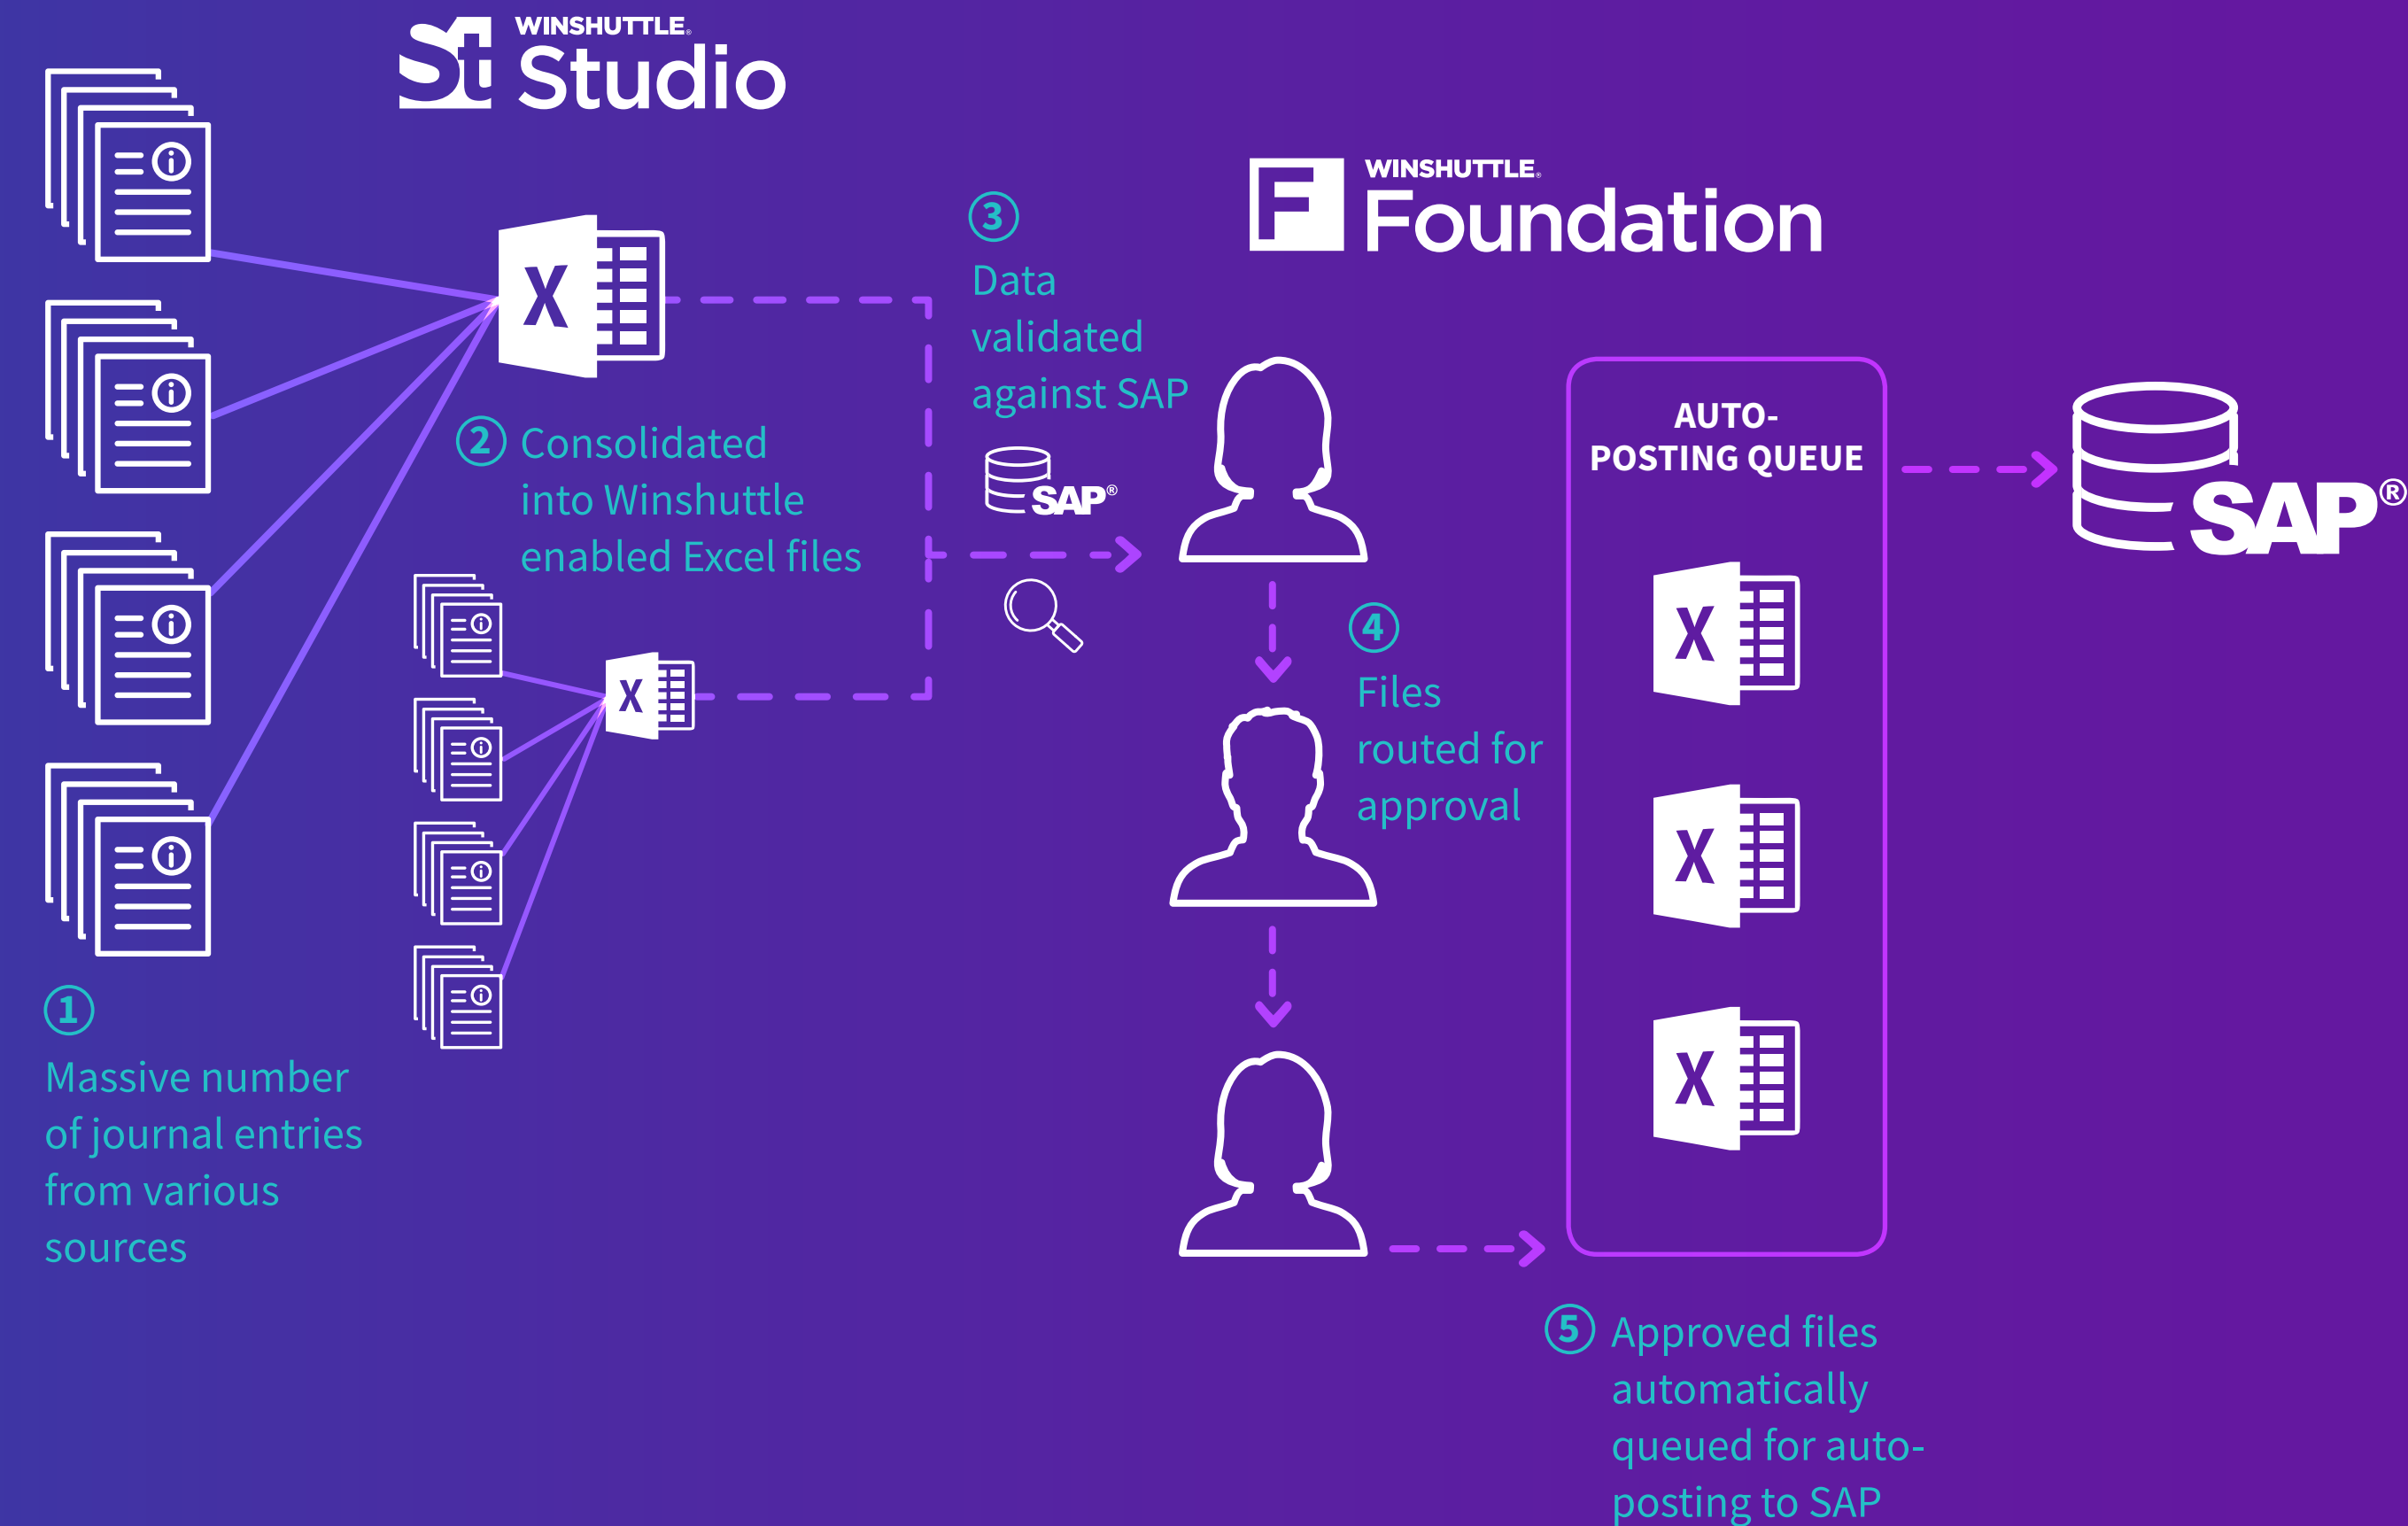 St
WINSHUTTLE®
Studio
1
Massive number
of journal entries
from various
sources
X
2
Consolidated
into Winshuttle
enabled Excel files
X
3
Data
validated
against SAP
SAP®
F
WINSHUTTLE®
Foundation
4
Files
routed for
approval
AUTO-
POSTING QUEUE
X
X
X
5
Approved files
automatically
queued for auto-
posting to SAP
SAP®